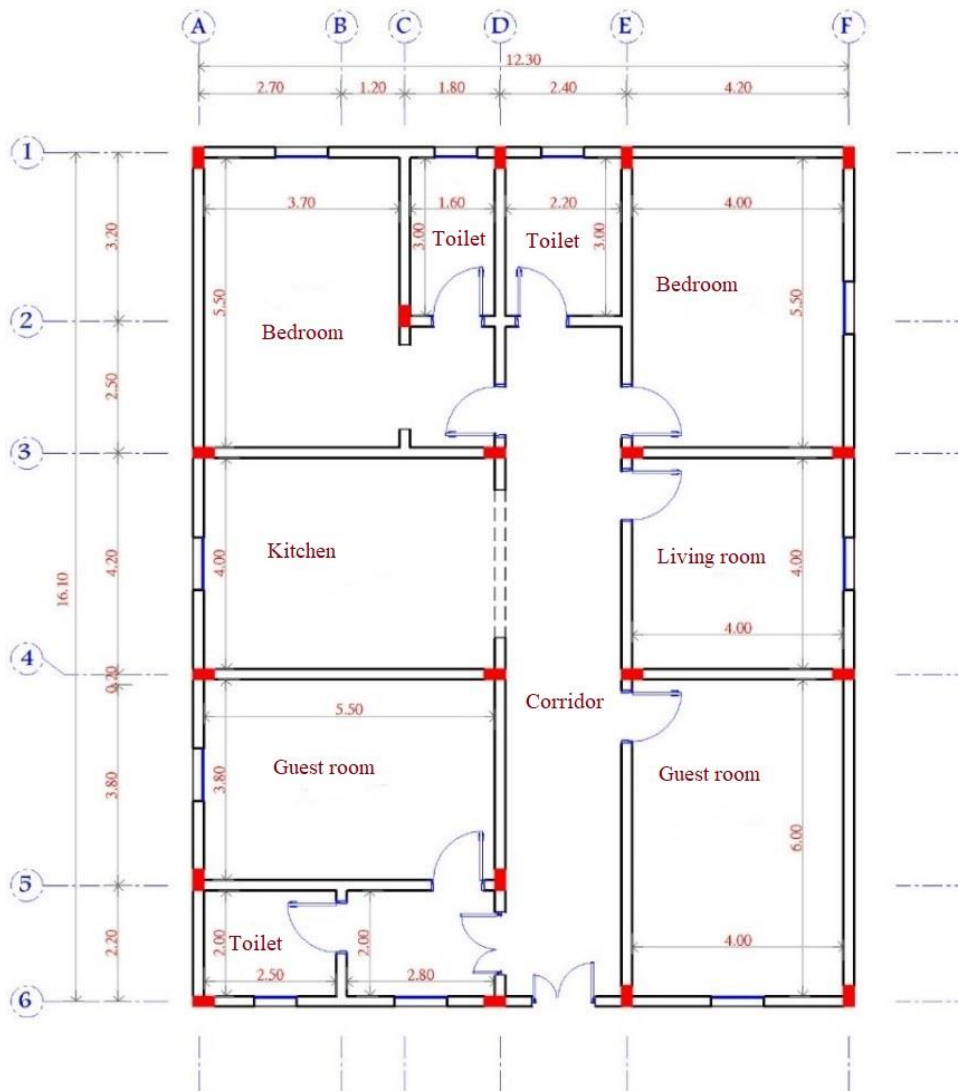 A B C D E F
12.30
2.70 1.20 1.80 2.40 4.20
1
3.20
3.70
1.60
2.20
4.00
5.50
3.00
3.00
5.50
Toilet
Toilet
Bedroom
Bedroom
2
2.50
3
Kitchen
4.00
Living room
4.00
4.20
16.10
4.00
4
0.20
Corridor
5.50
Guest room
Guest room
3.80
3.80
6.00
5
2.20
Toilet
2.00
2.00
2.50
2.80
4.00
6